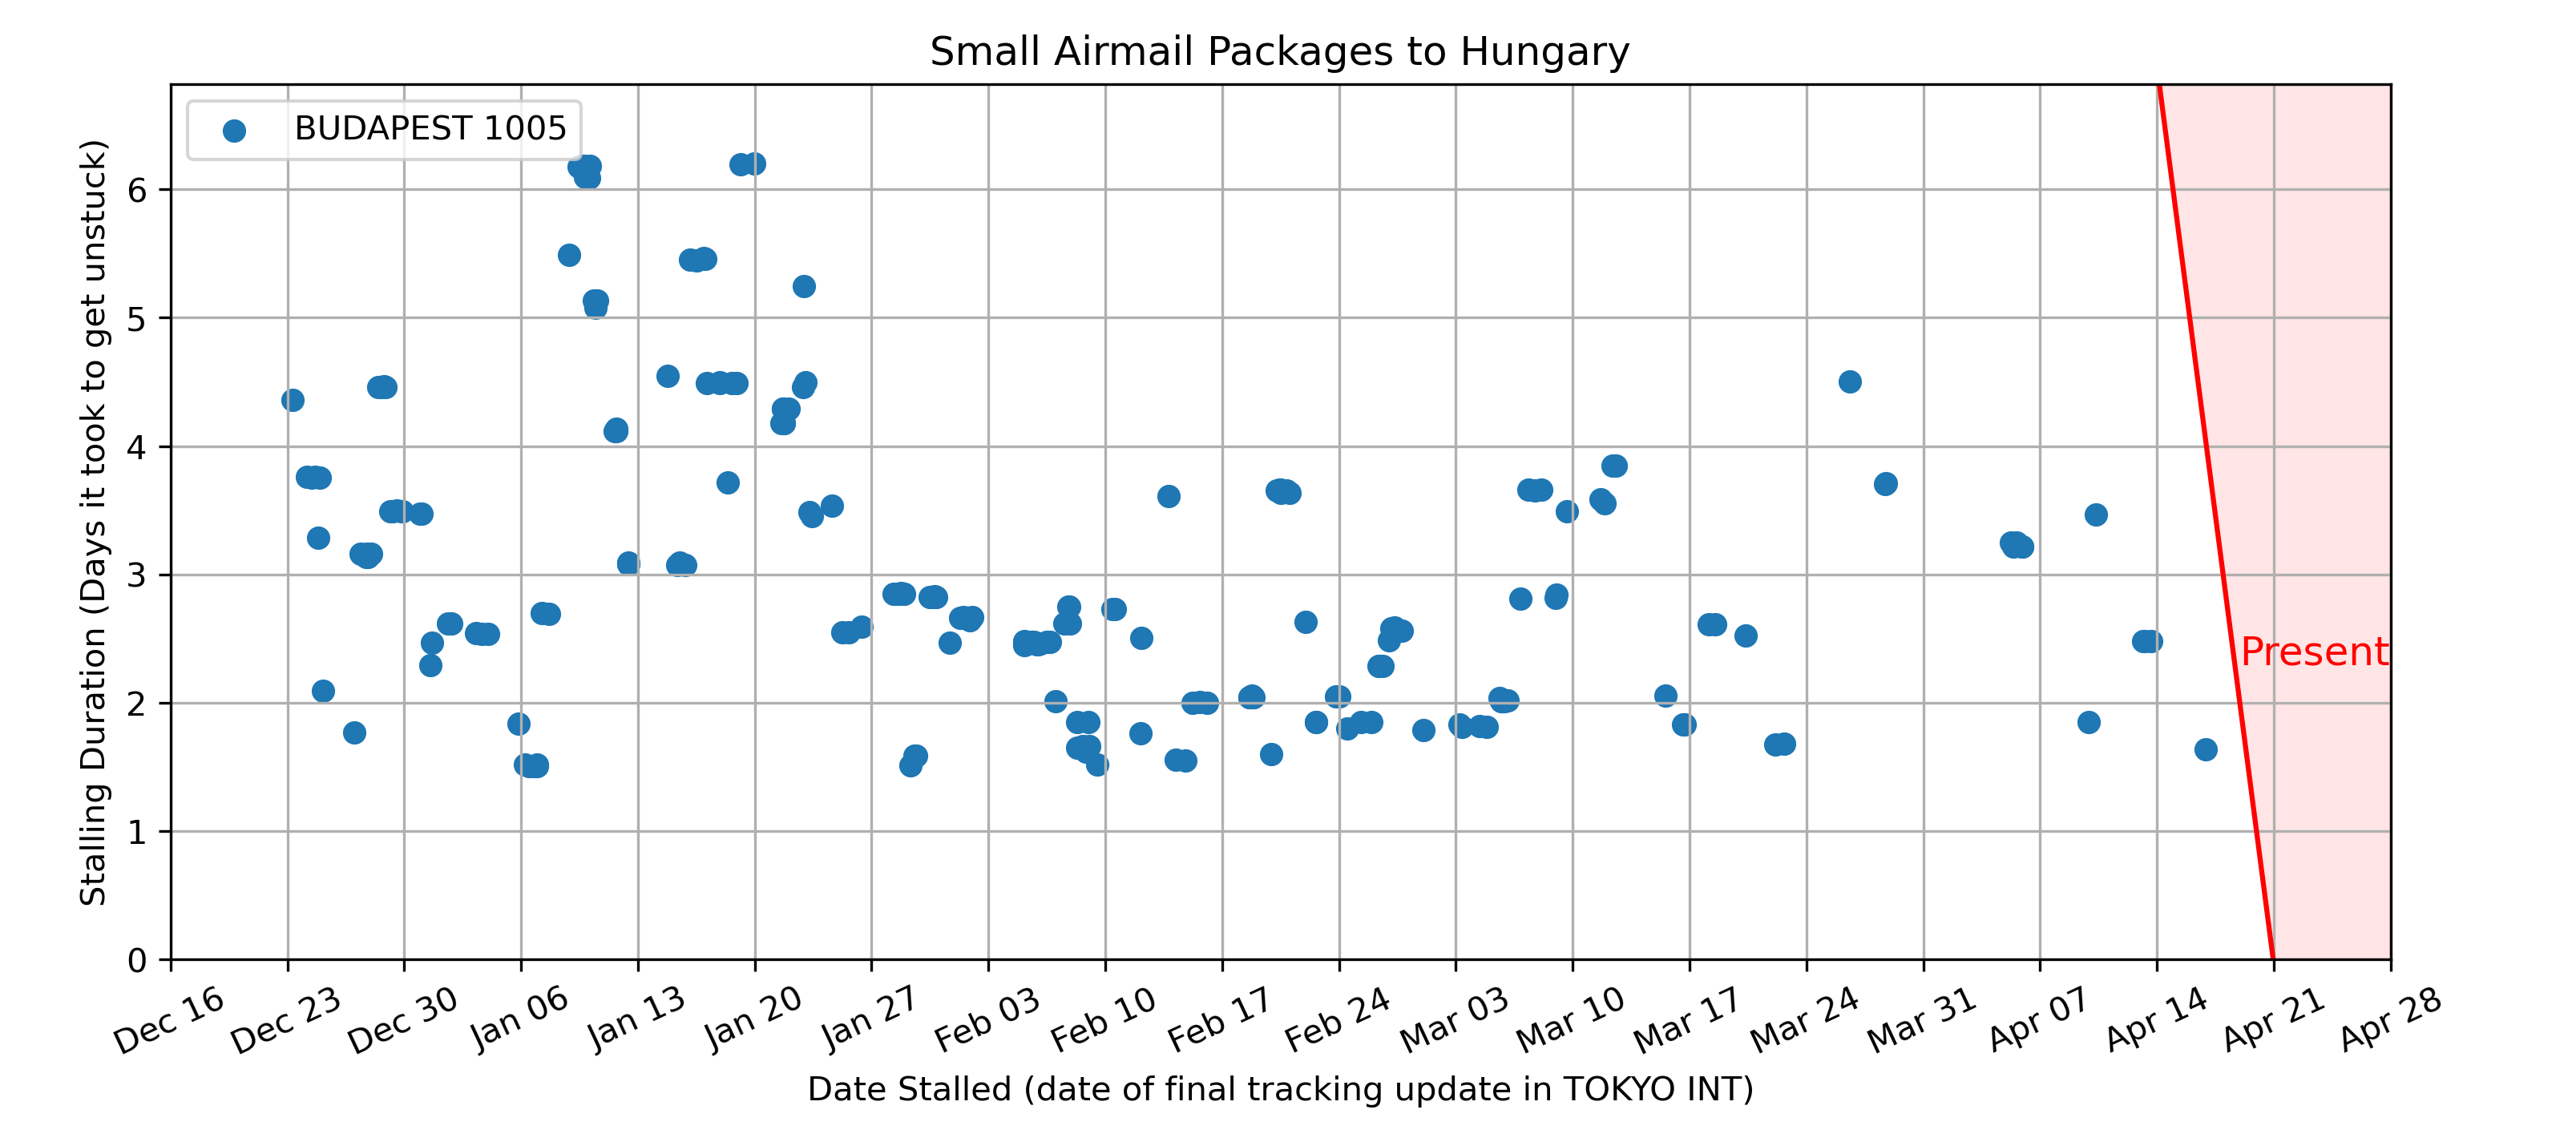 Small Airmail Packages to Hungary
BUDAPEST 1005
Stalling Duration (Days it took to get unstuck)
6
5
4
3
2
1
0
Present
Dec 16
Dec 23
Dec 30
Jan 06
Jan 13
Jan 20
Jan 27
Feb 03
Feb 10
Feb 17
Feb 24
Mar 03
Mar 10
Mar 17
Mar 24
Mar 31
Apr 07
Apr 14
Apr 21
Apr 28
Date Stalled (date of final tracking update in TOKYO INT)